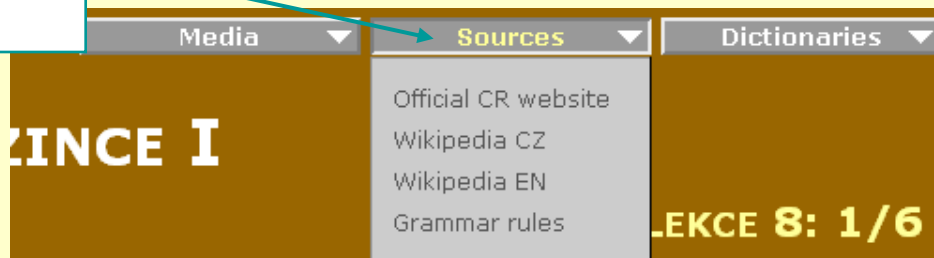 Media Sources Dictionaries
Official CR website
ZINCE I
Wikipedia CZ
Wikipedia EN
LEKCE 8: 1/6
Grammar rules